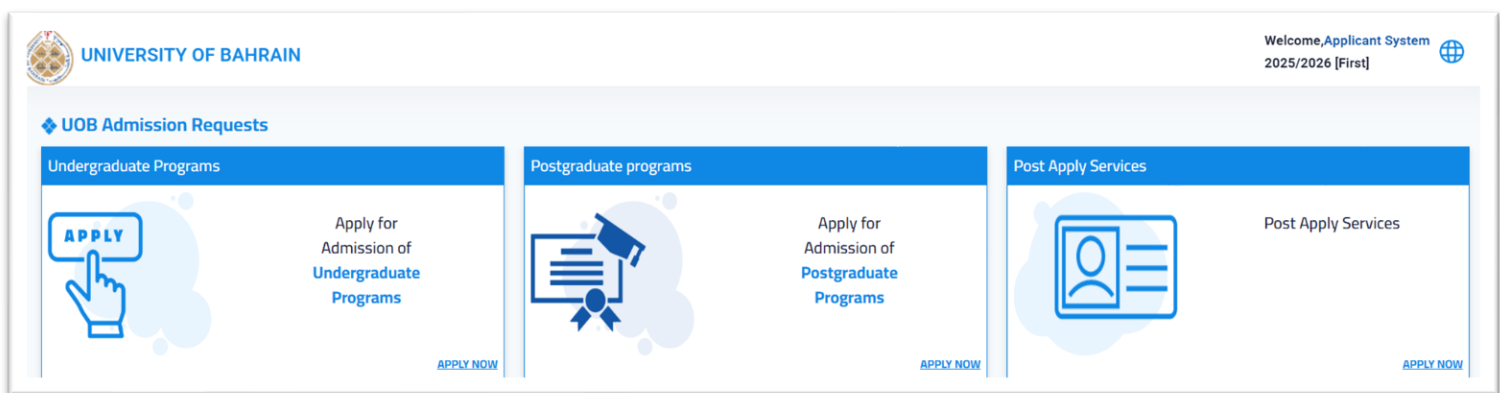 UNIVERSITY OF BAHRAIN
Welcome,Applicant System
2025/2026 [First]
UOB Admission Requests
Undergraduate Programs
APPLY
Apply for
Admission of
Undergraduate
Programs
APPLY NOW
Postgraduate programs
Apply for
Admission of
Postgraduate
Programs
APPLY NOW
Post Apply Services
Post Apply Services
APPLY NOW